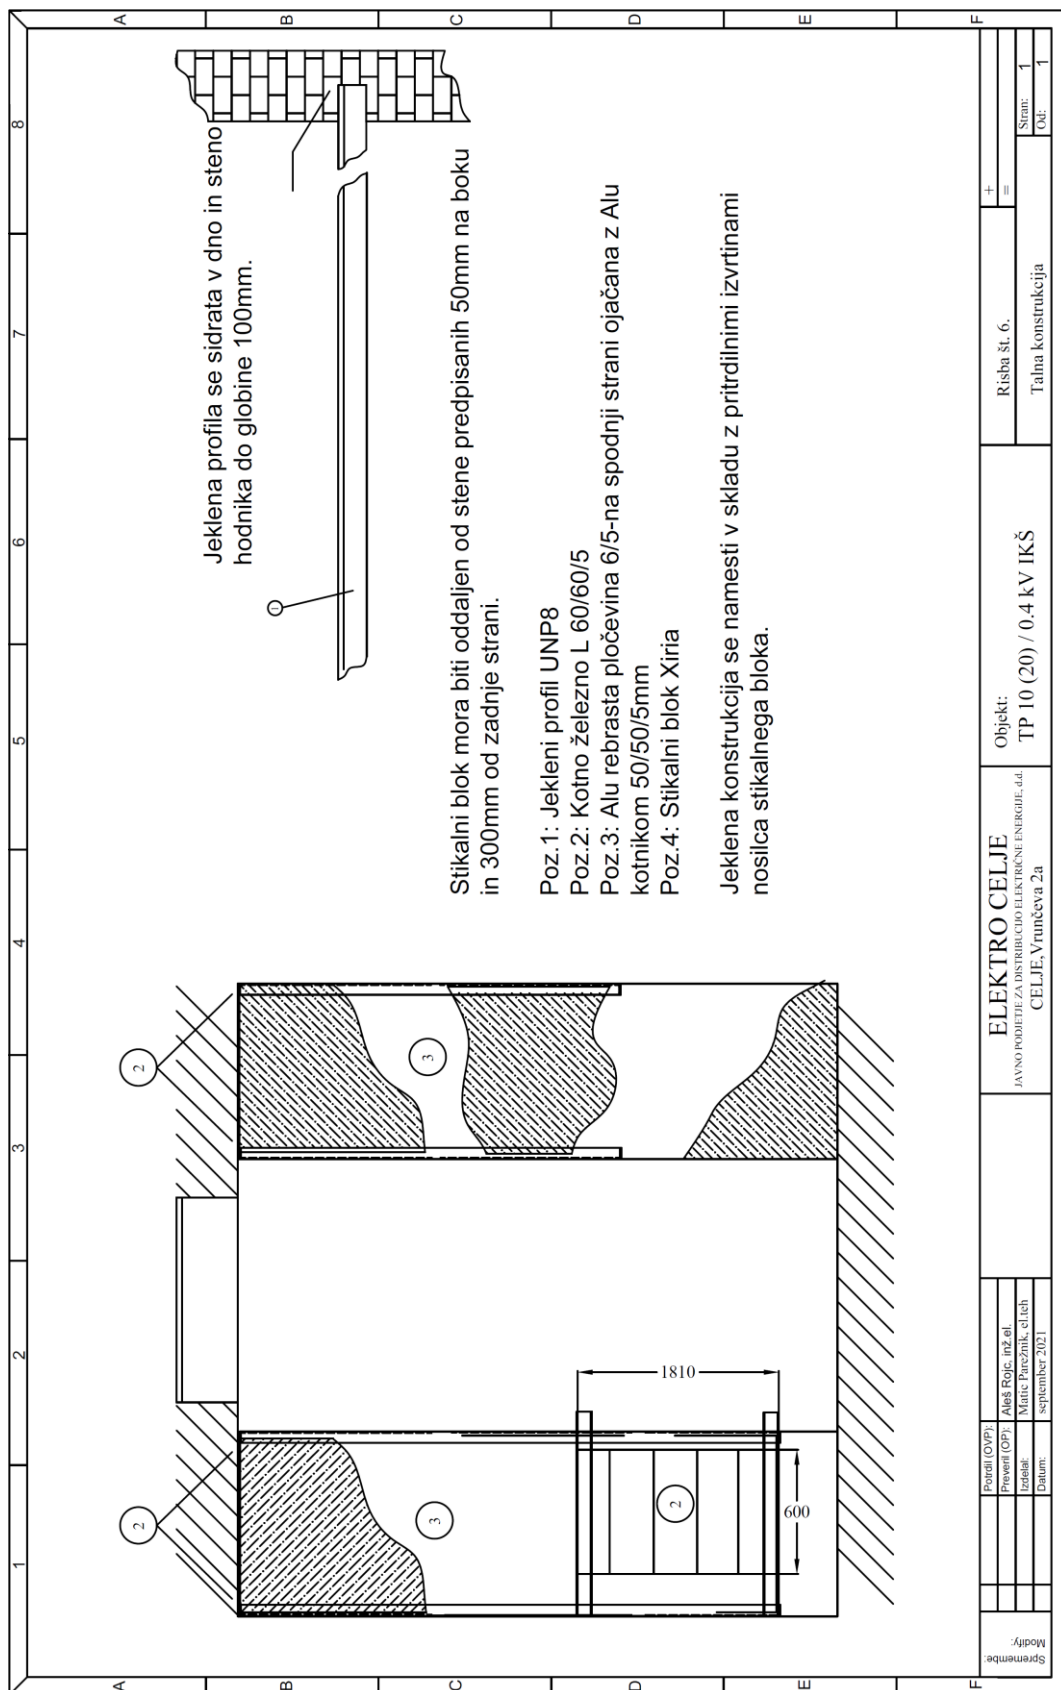 1 2 3 4 5 6 7 8
A
B
C
D
E
F
A
B
C
D
E
F
Jeklena profila se sidrata v dno in steno
hodnika do globine 100mm.
1
Stikalni blok mora biti oddaljen od stene predpisanih 50mm na boku
in 300mm od zadnje strani.
Poz.1: Jekleni profil UNP8
Poz.2: Kotno železno L 60/60/5
Poz.3: Alu rebrasta pločevina 6/5-na spodnji strani ojačana z Alu
kotnikom 50/50/5mm
Poz.4: Stikalni blok Xiria
Jeklena konstrukcija se namesti v skladu z pritrdilnimi izvrtinami
nosilca stikalnega bloka.
2
2
3
3
2
1810
600
Spremembe:
Modify:
Potrdil (OVP):
Preveril (OP): Aleš Rojc, inž.el.
Izdelal: Matic Parežnik, el.teh
Datum: september 2021
ELEKTRO CELJE
JAVNO PODJETJE ZA DISTRIBUCIJO ELEKTRIČNE ENERGIJE, d.d.
CELJE,Vrunčeva 2a
Objekt:
TP 10 (20) / 0.4 kV IKŠ
Risba št. 6.
Talna konstrukcija
+
=
Stran: 1
Od: 1